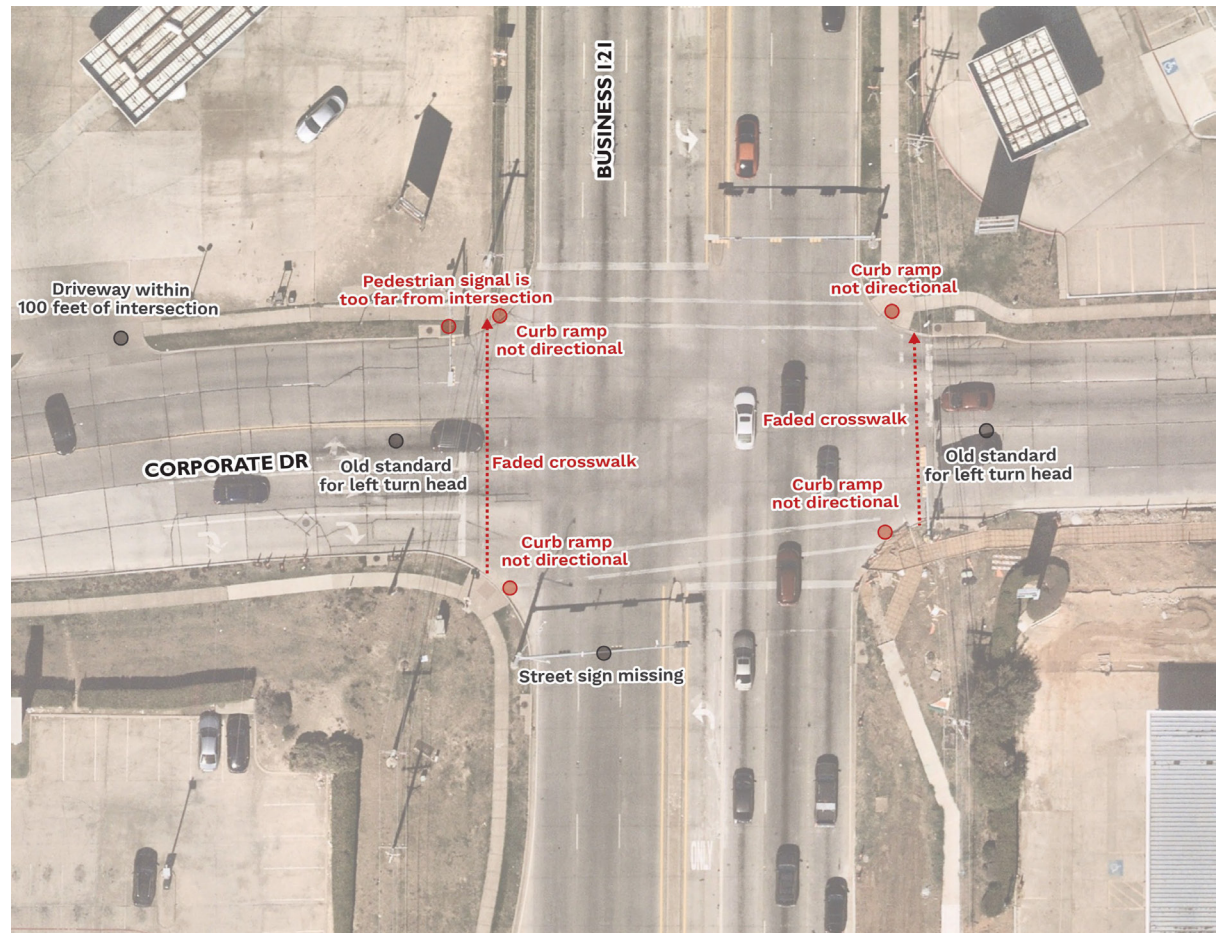 BUSINESS 121
Driveway within
100 feet of intersection
Pedestrian signal is
too far from intersection
Curb ramp
not directional
Curb ramp
not directional
Faded crosswalk
CORPORATE DR
Old standard
for left turn head
Faded crosswalk
Old standard
for left turn head
Curb ramp
not directional
Curb ramp
not directional
Street sign missing
ONLY